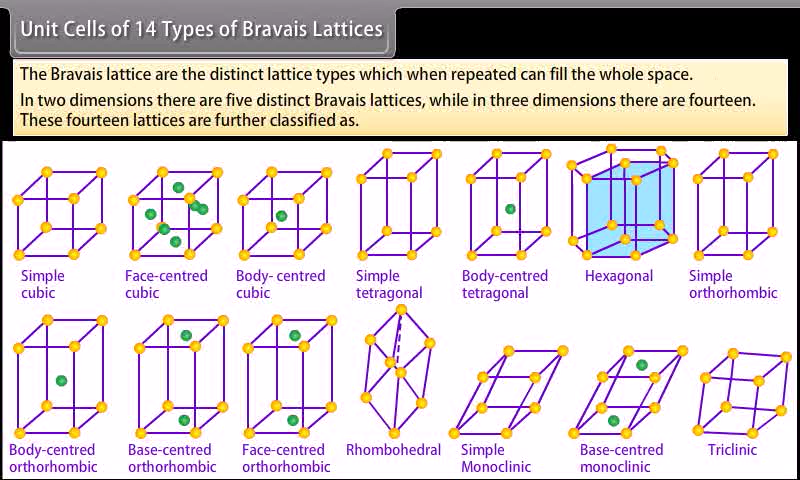 Unit Cells of 14 Types of Bravais Lattices
The Bravais lattice are the distinct lattice types which when repeated can fill the whole space.
In two dimensions there are five distinct Bravais lattices, while in three dimensions there are fourteen.
These fourteen lattices are further classified as.
Simple
cubic
Face-centred
cubic
Body- centred
cubic
Simple
tetragonal
Body-centred
tetragonal
Hexagonal
Simple
orthorhombic
Body-centred
orthorhombic
Base-centred
orthorhombic
Face-centred
orthorhombic
Rhombohedral
Simple
Monoclinic
Base-centred
monoclinic
Triclinic